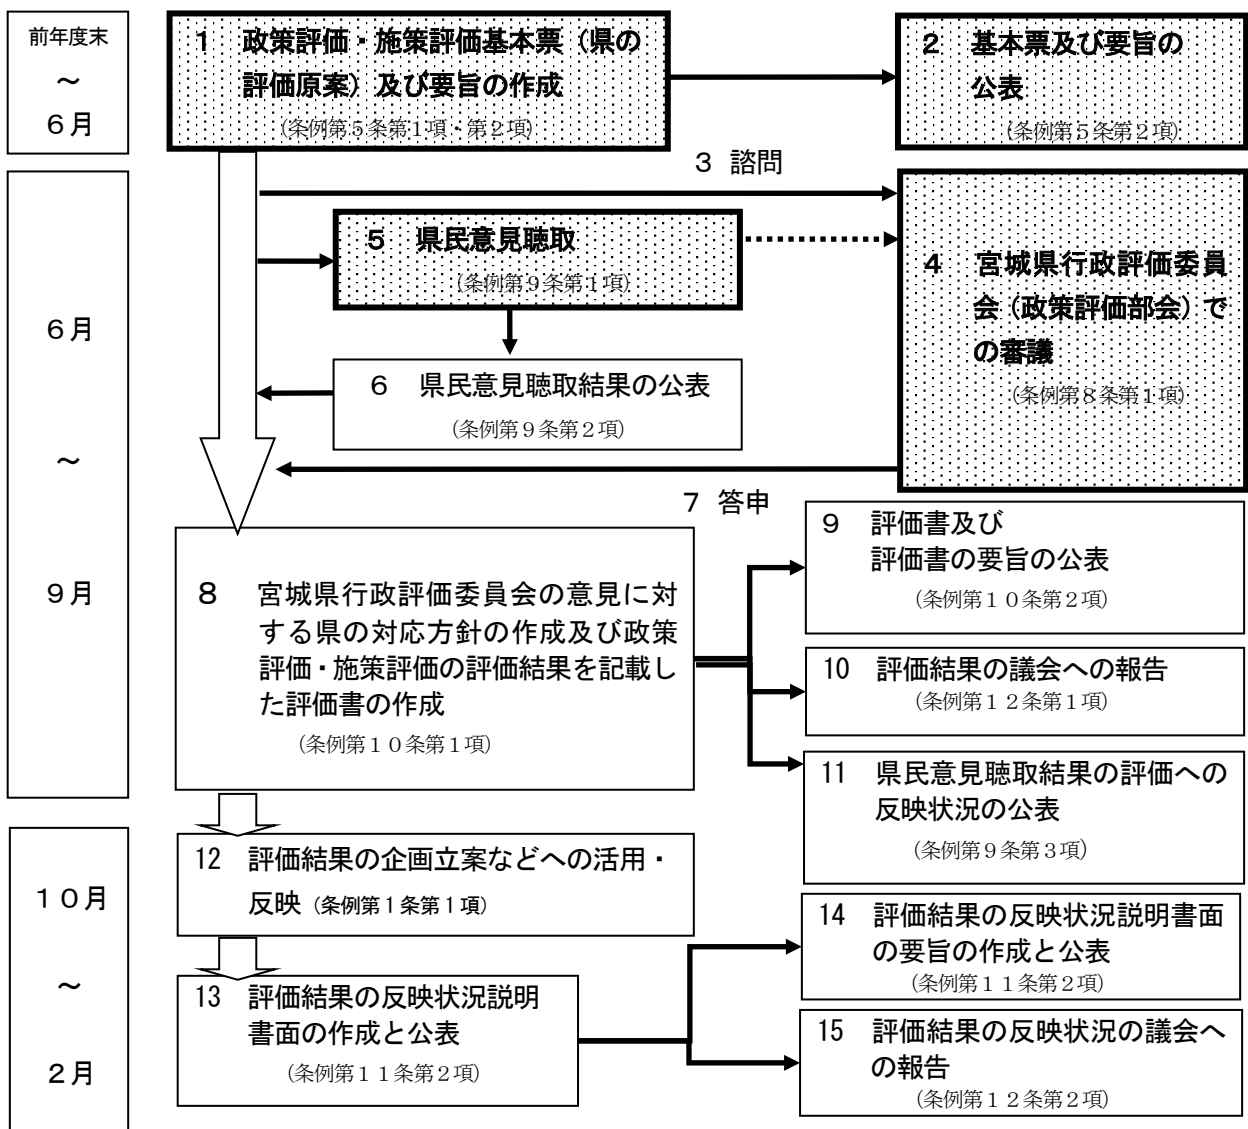 前年度末
～
６月
１　政策評価・施策評価基本票（県の
評価原案）及び要旨の作成
（条例第５条第１項・第２項）
２　基本票及び要旨の
公表
（条例第５条第２項）
３　諮問
６月
～
９月
５　県民意見聴取
（条例第９条第１項）
４　宮城県行政評価委員
会（政策評価部会）で
の審議
（条例第８条第１項）
６　県民意見聴取結果の公表
（条例第９条第２項）
７　答申
８　宮城県行政評価委員会の意見に対
する県の対応方針の作成及び政策
評価・施策評価の評価結果を記載し
た評価書の作成
（条例第１０条第１項）
９　評価書及び
評価書の要旨の公表
（条例第１０条第２項）
10　評価結果の議会への報告
（条例第１２条第１項）
11　県民意見聴取結果の評価への
反映状況の公表
（条例第９条第３項）
１０月
～
２月
12　評価結果の企画立案などへの活用・
反映（条例第１条第１項）
13　評価結果の反映状況説明
書面の作成と公表
（条例第１１条第２項）
14　評価結果の反映状況説明書面
の要旨の作成と公表
（条例第１１条第２項）
15　評価結果の反映状況の議会へ
の報告
（条例第１２条第２項）